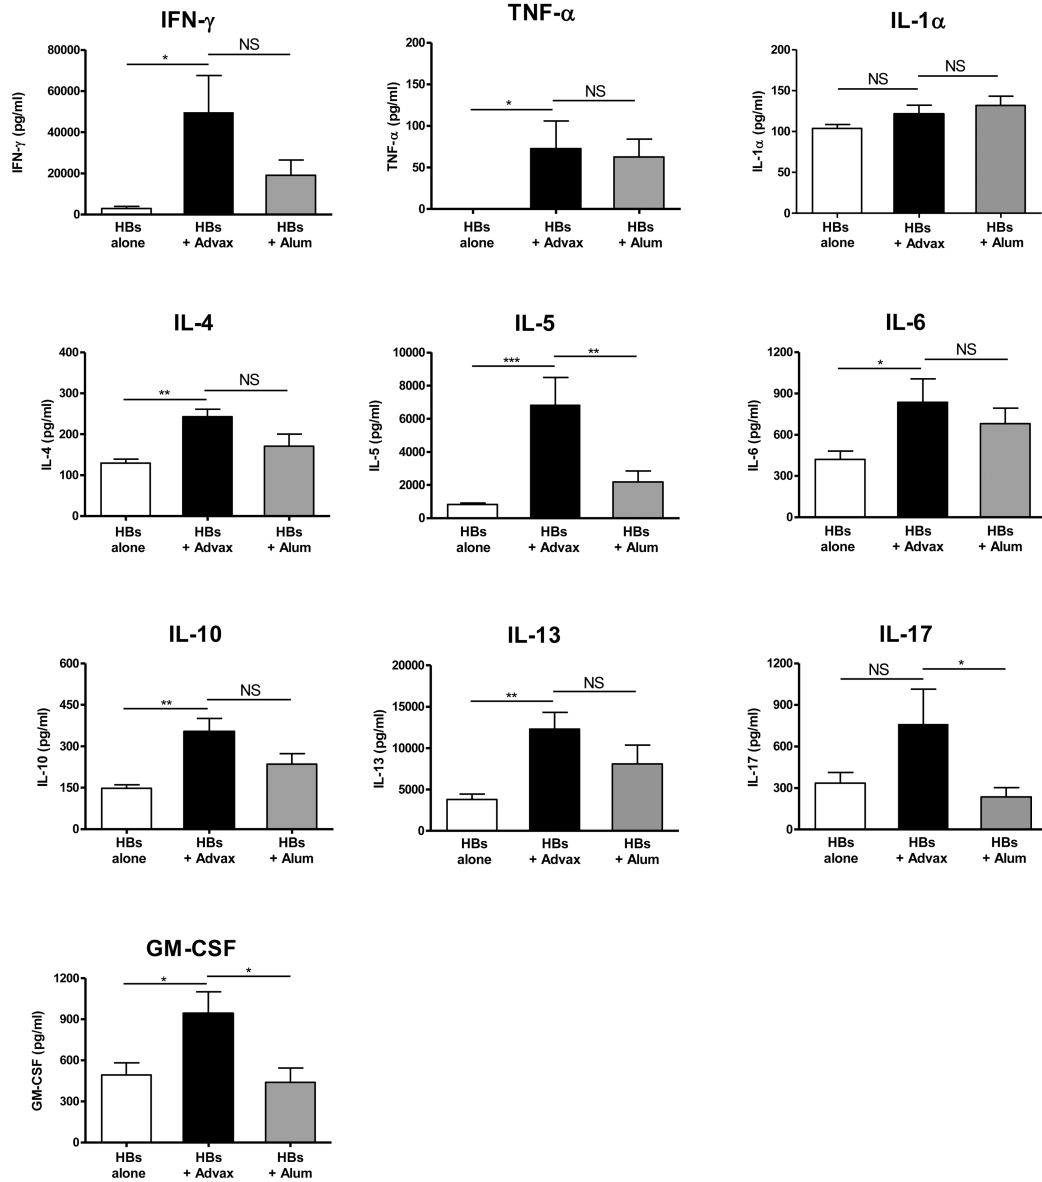 IFN-γ
IFN-γ (pg/ml)
80000
60000
40000
20000
0
*
NS
HBs alone
HBs + Advax
HBs + Alum
TNF-α
TNF-α (pg/ml)
200
150
100
50
0
*
NS
HBs alone
HBs + Advax
HBs + Alum
IL-1α
IL-1α (pg/ml)
200
150
100
50
0
NS
NS
HBs alone
HBs + Advax
HBs + Alum
IL-4
IL-4 (pg/ml)
400
300
200
100
0
**
NS
HBs alone
HBs + Advax
HBs + Alum
IL-5
IL-5 (pg/ml)
10000
8000
6000
4000
2000
0
***
**
HBs alone
HBs + Advax
HBs + Alum
IL-6
IL-6 (pg/ml)
1200
900
600
300
0
*
NS
HBs alone
HBs + Advax
HBs + Alum
IL-10
IL-10 (pg/ml)
600
450
300
150
0
**
NS
HBs alone
HBs + Advax
HBs + Alum
IL-13
IL-13 (pg/ml)
20000
15000
10000
5000
0
**
NS
HBs alone
HBs + Advax
HBs + Alum
IL-17
IL-17 (pg/ml)
1200
900
600
300
0
NS
*
HBs alone
HBs + Advax
HBs + Alum
GM-CSF
GM-CSF (pg/ml)
1200
900
600
300
0
*
*
HBs alone
HBs + Advax
HBs + Alum